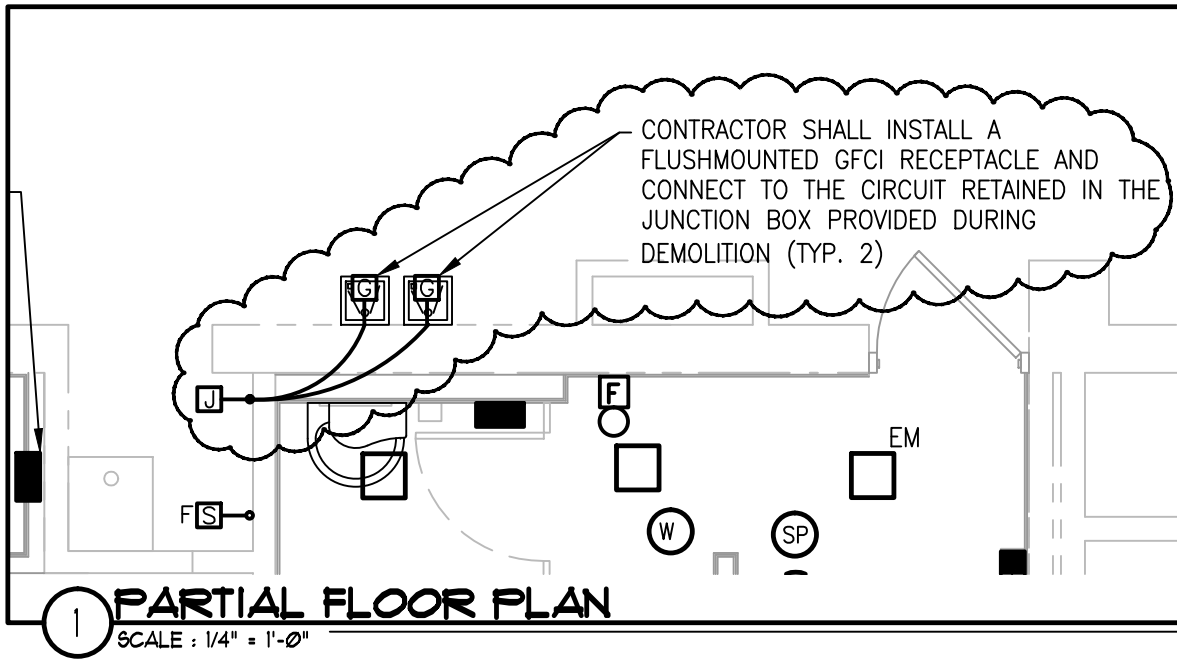 CONTRACTOR SHALL INSTALL A
FLUSHMOUNTED GFCI RECEPTACLE AND
CONNECT TO THE CIRCUIT RETAINED IN THE
JUNCTION BOX PROVIDED DURING
DEMOLITION (TYP. 2)
G
G
J
F
EM
F S
W
SP
1
PARTIAL FLOOR PLAN
SCALE : 1/4" = 1'-0"